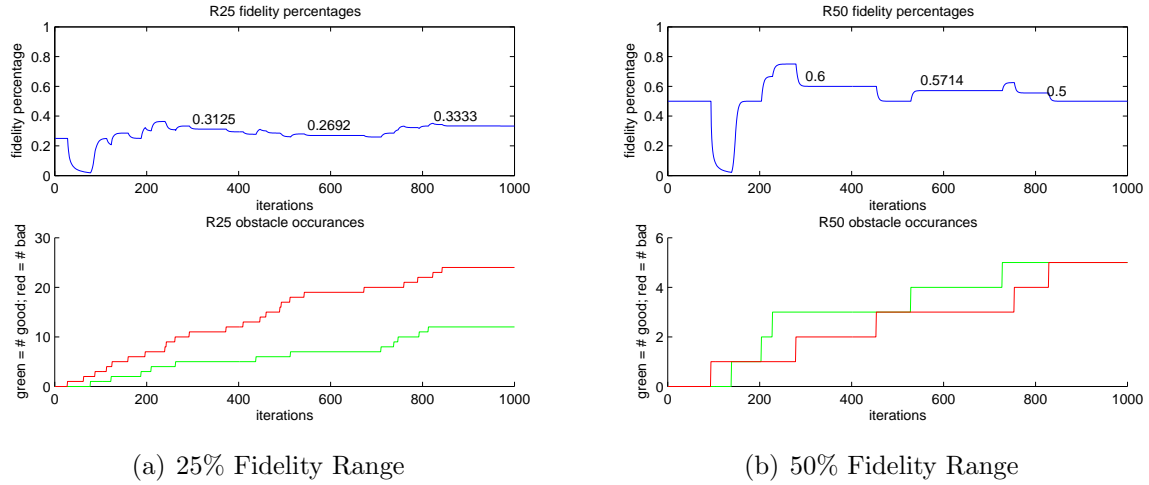 R25 fidelity percentages
fidelity percentage
1
0.8
0.6
0.4
0.2
0
0.3125
0.2692
0.3333
0 200 400 600 800 1000
iterations
R25 obstacle occurances
green = # good; red = # bad
30
20
10
0
0 200 400 600 800 1000
iterations
(a) 25% Fidelity Range
R50 fidelity percentages
fidelity percentage
1
0.8
0.6
0.4
0.2
0
0.6
0.5714
0.5
0 200 400 600 800 1000
iterations
R50 obstacle occurances
green = # good; red = # bad
6
4
2
0
0 200 400 600 800 1000
iterations
(b) 50% Fidelity Range